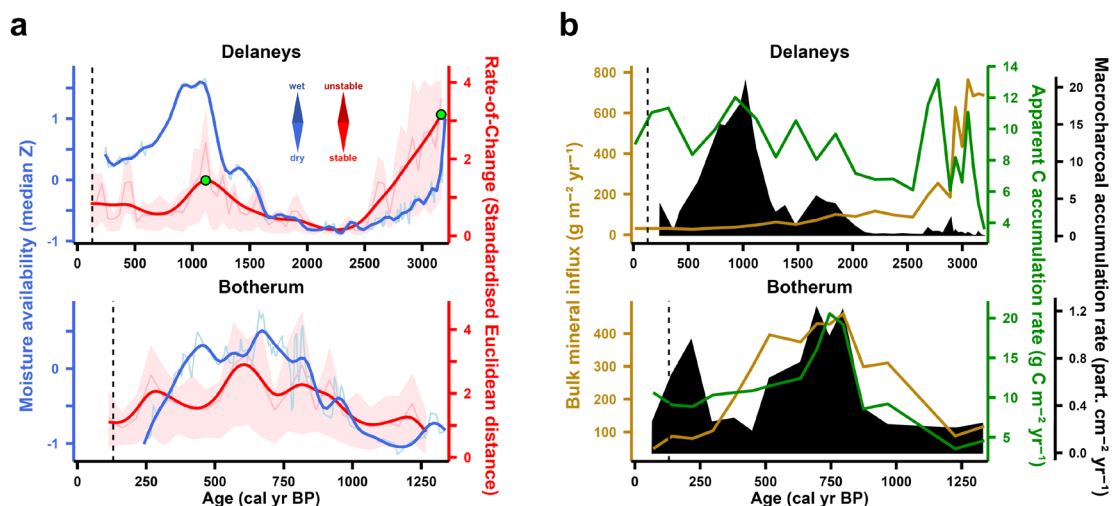 a
Delaneys
Moisture availability (median Z)
1
0
-1
wet
dry
unstable
stable
4
3
2
1
0
Rate-of-Change (Standardised Euclidean distance)
0 500 1000 1500 2000 2500 3000
Botherum
0
-1
4
3
2
1
0
0 250 500 750 1000 1250
Age (cal yr BP)
b
Delaneys
Bulk mineral influx (g m⁻² yr⁻¹)
800
600
400
200
0
14
12
10
8
6
4
Apparent C accumulation rate (g C m⁻² yr⁻¹)
20
15
10
5
0
Macrocharcoal accumulation rate (part. cm⁻² yr⁻¹)
0 500 1000 1500 2000 2500 3000
Botherum
400
300
200
100
20
15
10
5
1.2
0.8
0.4
0.0
0 250 500 750 1000 1250
Age (cal yr BP)